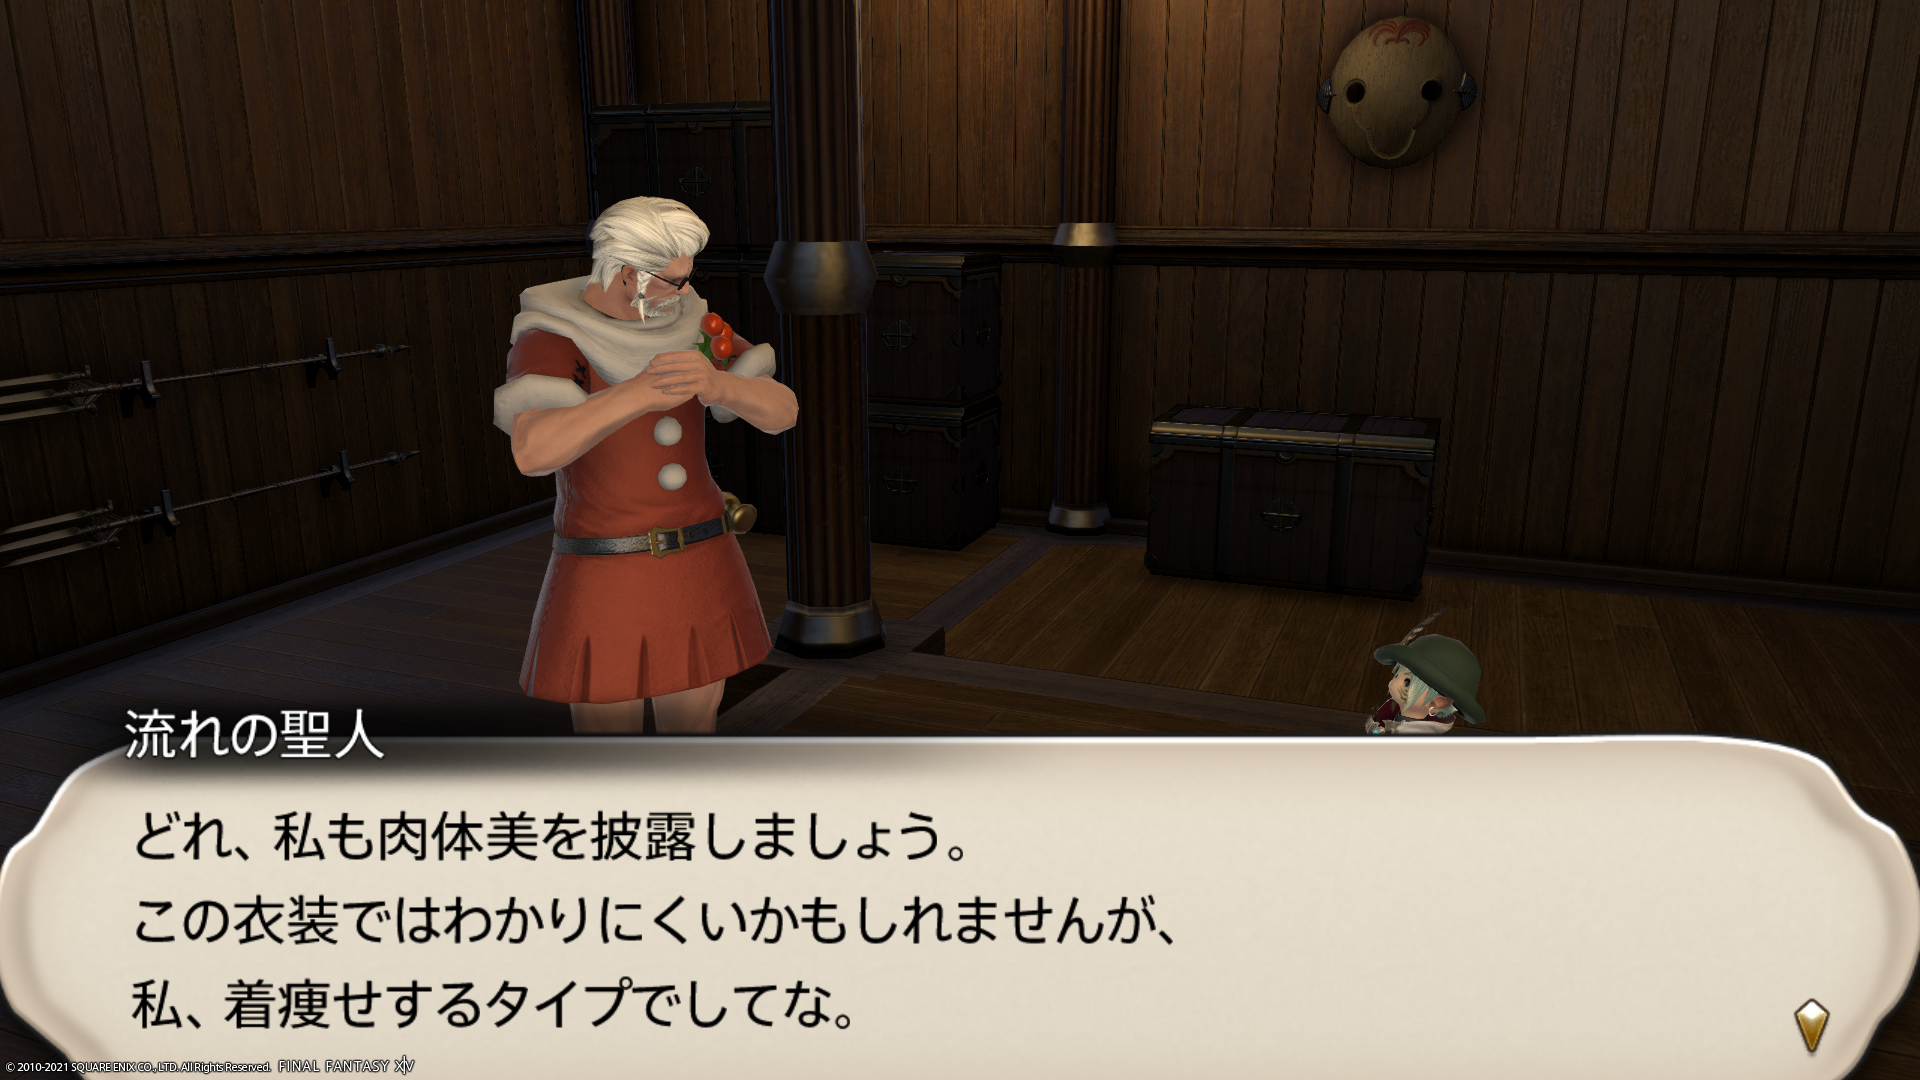 流れの聖人
どれ、私も肉体美を披露しましょう。
この衣装ではわかりにくいかもしれませんが、
私、着痩せするタイプでしてな。
© 2010-2021 SQUARE ENIX CO., LTD. All Rights Reserved. FINAL FANTASY XIV